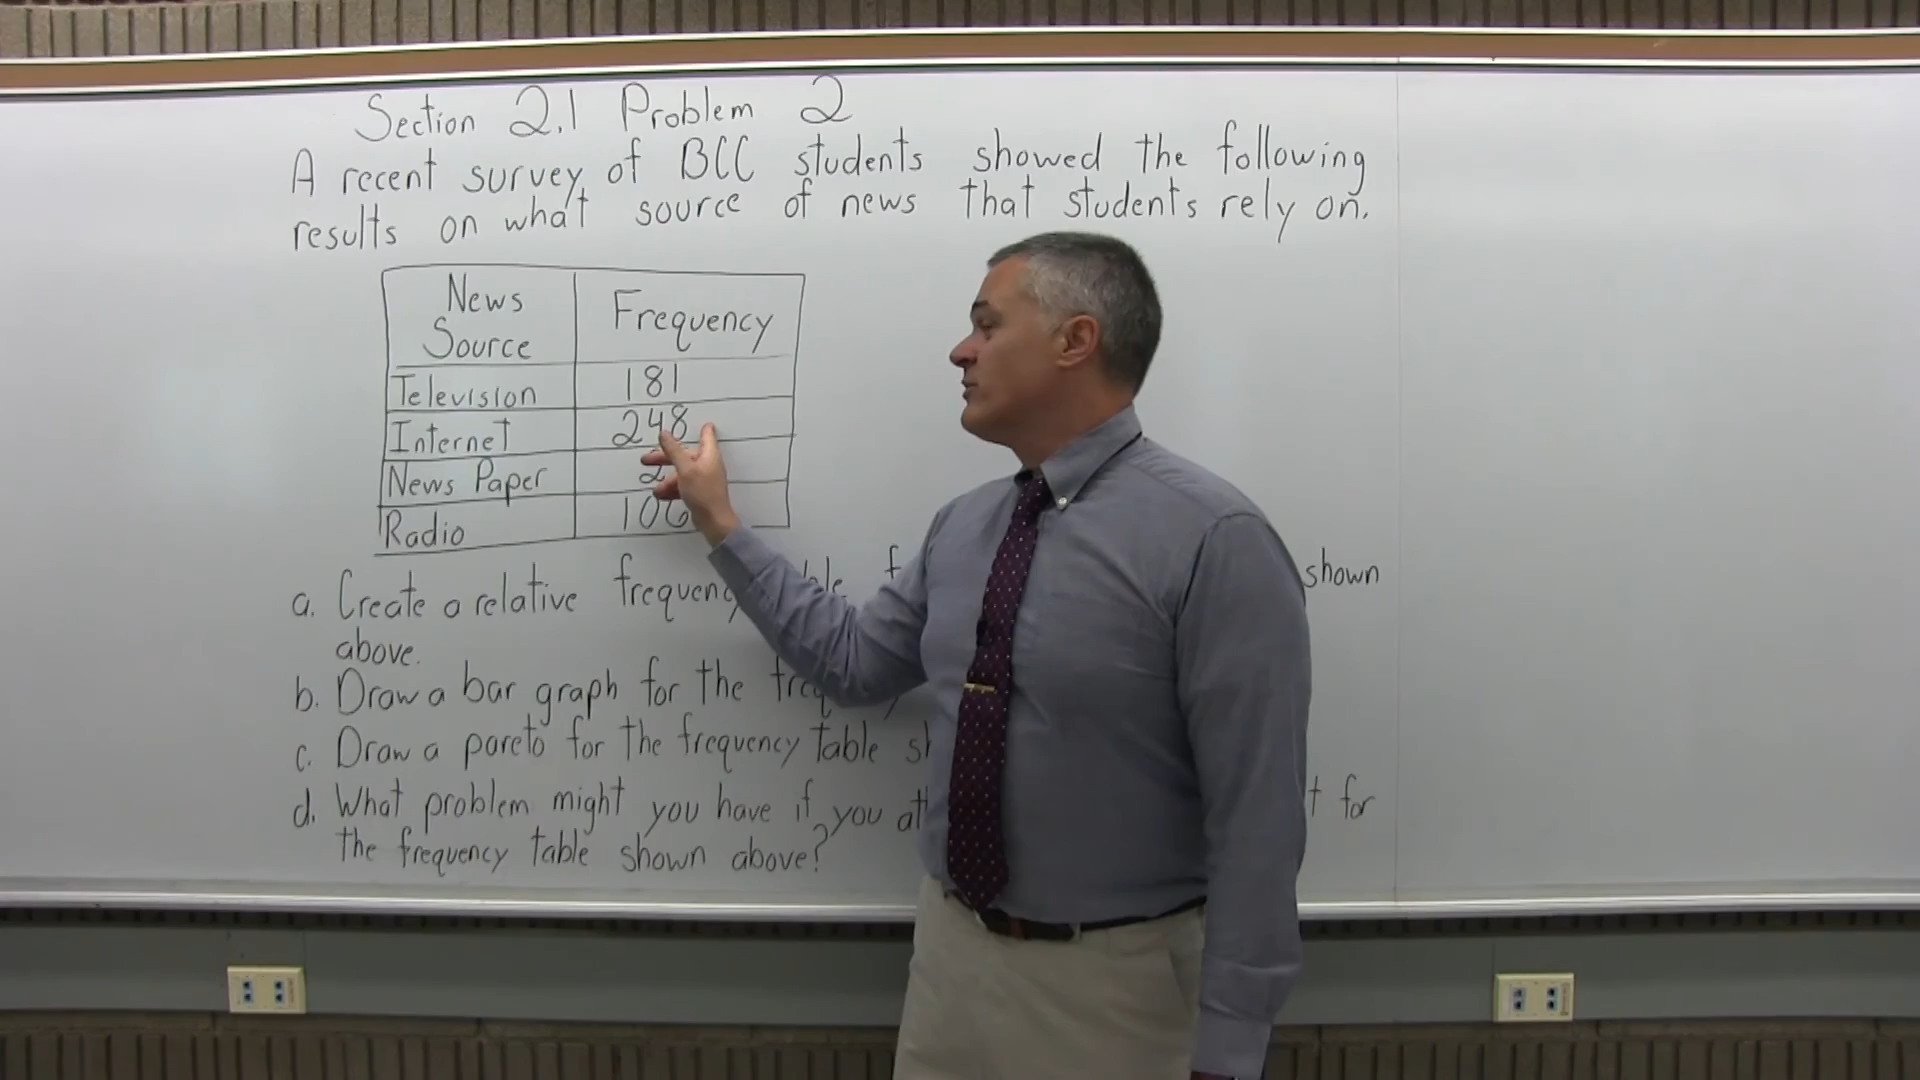 Section 2.1 Problem 2
A recent survey of BCC students showed the following
results on what source of news that students rely on.
News Source Frequency
Television 181
Internet 248
News Paper
Radio 106
a. Create a relative frequency shown
above.
b. Draw a bar graph for the
c. Draw a pareto for the frequency table
d. What problem might you have if you for
the frequency table shown above?